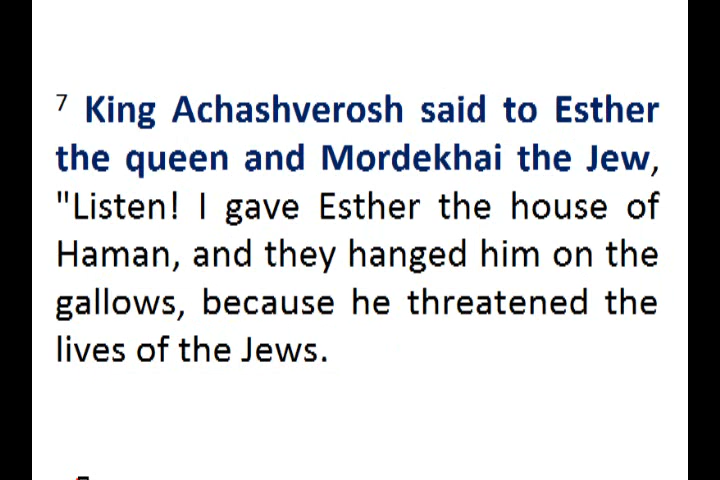 7 King Achashverosh said to Esther
the queen and Mordekhai the Jew,
"Listen! I gave Esther the house of
Haman, and they hanged him on the
gallows, because he threatened the
lives of the Jews.